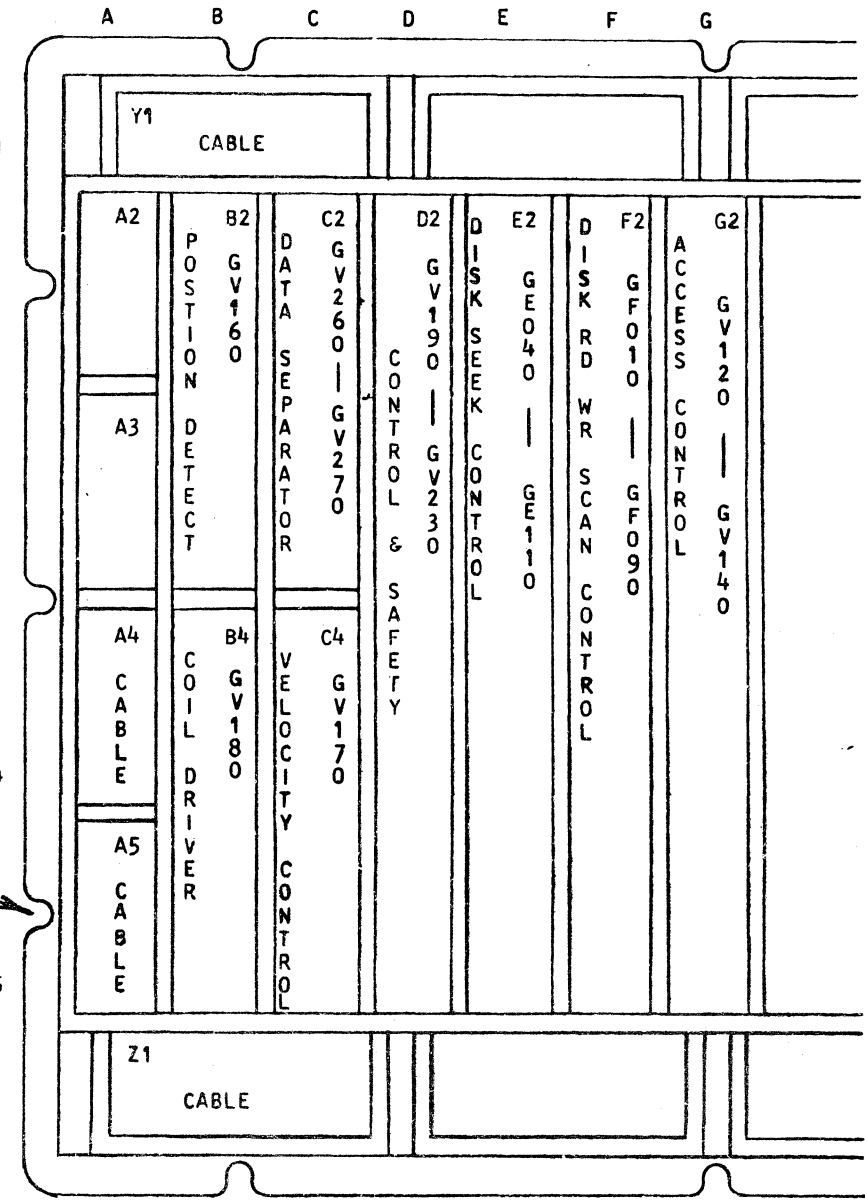 A B C D E F G
Y1
CABLE
A2
A3
A4
CABLE
A5
CABLE
B2
POSTION DETECT
GV160
B4
COIL DRIVER
GV180
C2
DATA SEPARATOR
GV260 — GV270
C4
VELOCITY CONTROL
GV170
D2
CONTROL & SAFETY
GV190 — GV230
E2
DISK SEEK CONTROL
GE040 — GE110
F2
DISK RD WR SCAN CONTROL
GF010 — GF090
G2
ACCESS CONTROL
GV120 — GV140
Z1
CABLE